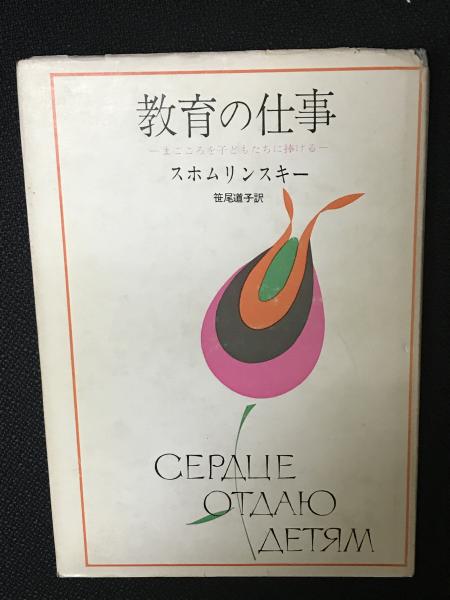 教育の仕事
―まごころを子どもたちに捧げる―
スホムリンスキー
笹尾道子訳
СЕРДЦЕ
ОТДАЮ
ДЕТЯМ